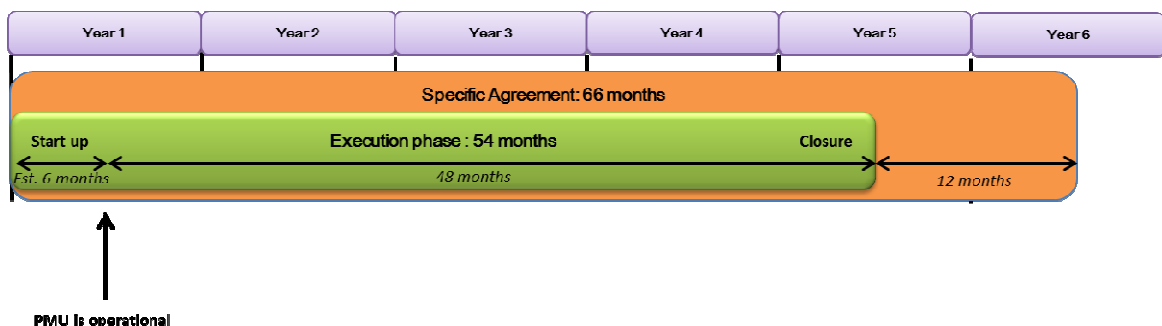 Year 1 Year 2 Year 3 Year 4 Year 5 Year 6
Specific Agreement: 66 months
Start up Execution phase : 54 months Closure
Est. 6 months 48 months 12 months
PMU is operational